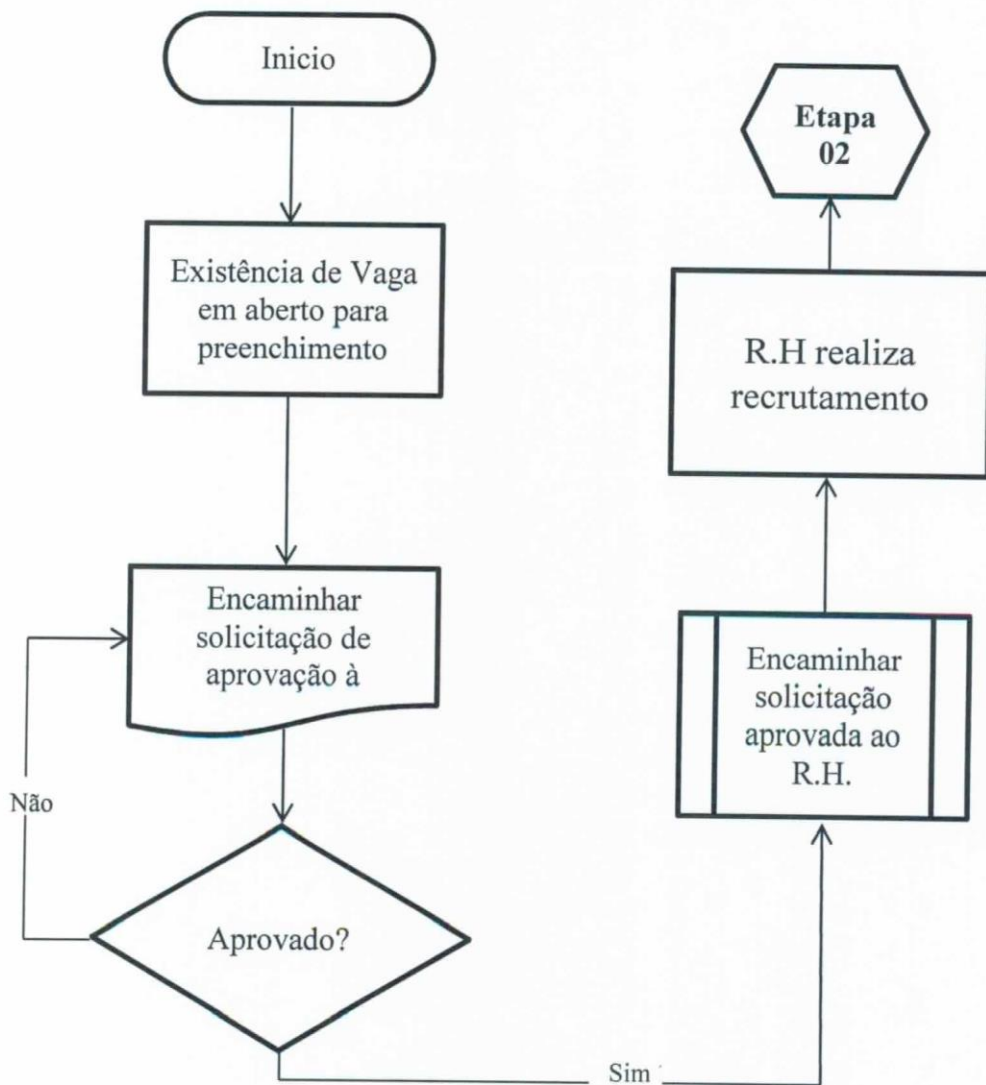 Inicio
Existência de Vaga
em aberto para
preenchimento
Encaminhar
solicitação de
aprovação à
Não
Aprovado?
Sim
Encaminhar
solicitação
aprovada ao
R.H.
R.H realiza
recrutamento
Etapa
02